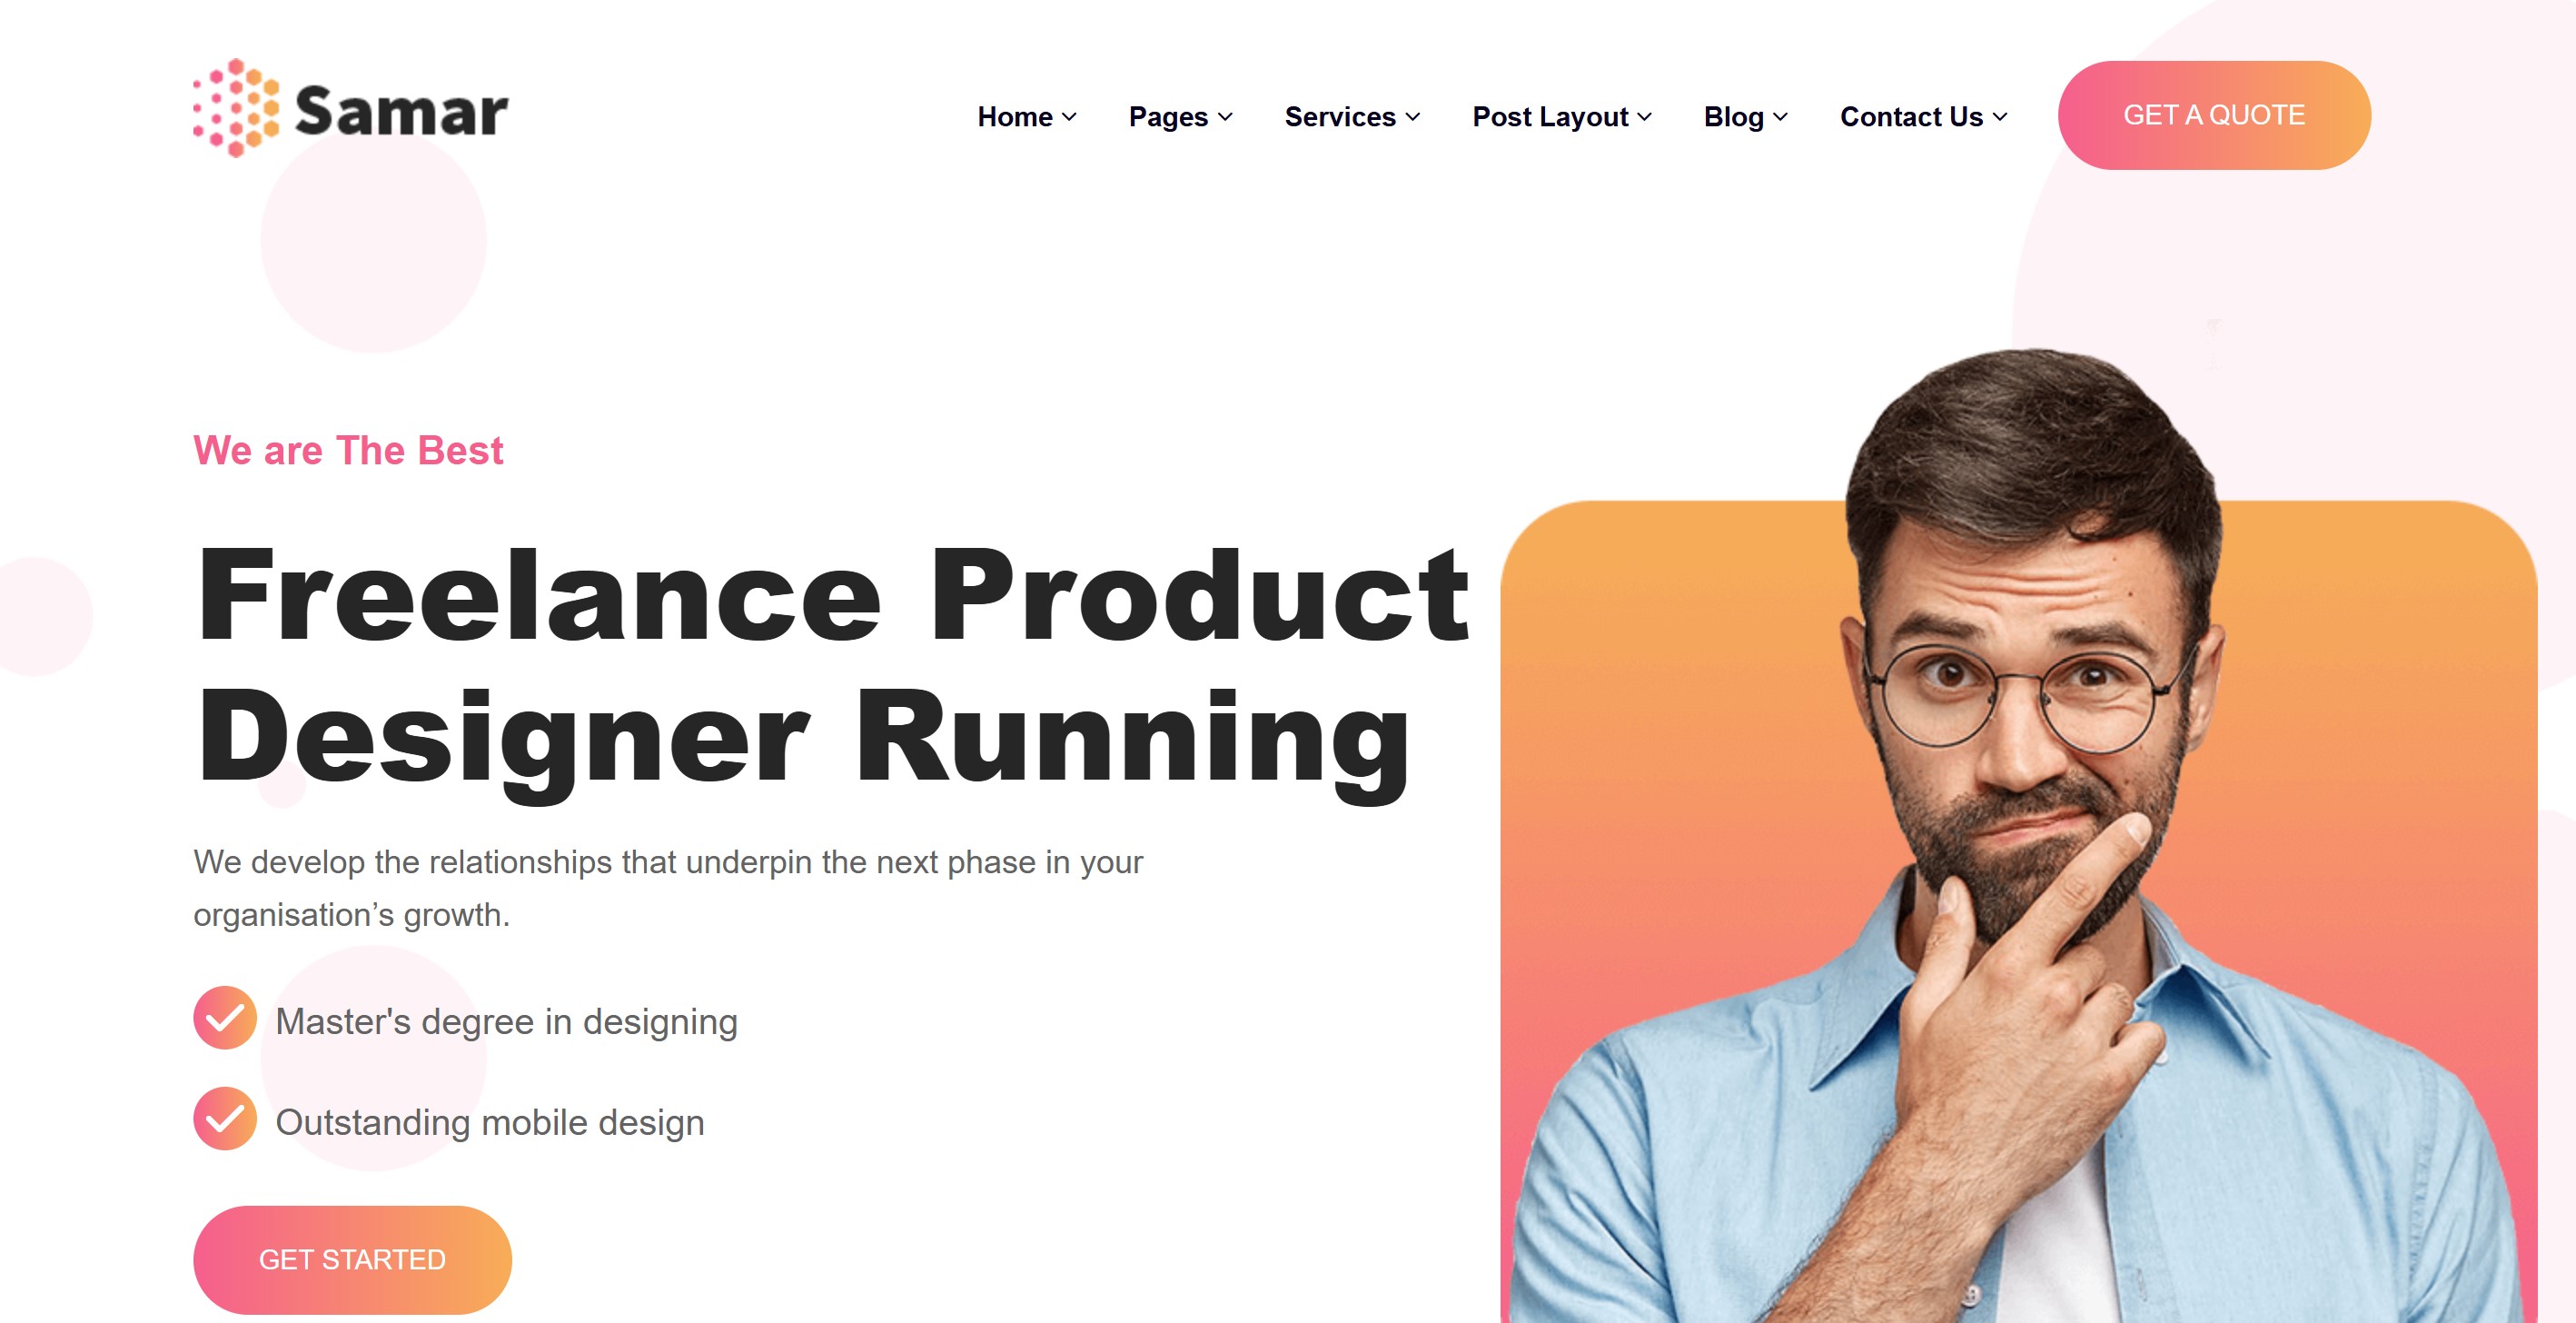 Samar
Home Pages Services Post Layout Blog Contact Us GET A QUOTE
We are The Best
Freelance Product
Designer Running
We develop the relationships that underpin the next phase in your
organisation’s growth.
Master's degree in designing
Outstanding mobile design
GET STARTED